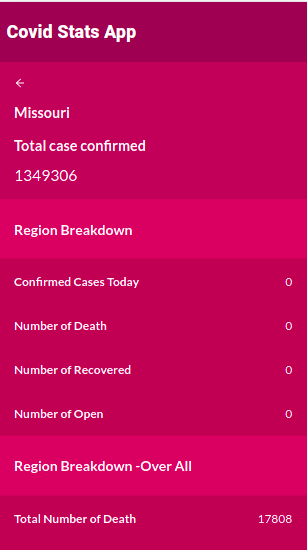 Covid Stats App
←
Missouri
Total case confirmed
1349306
Region Breakdown
Confirmed Cases Today 0
Number of Death 0
Number of Recovered 0
Number of Open 0
Region Breakdown -Over All
Total Number of Death 17808